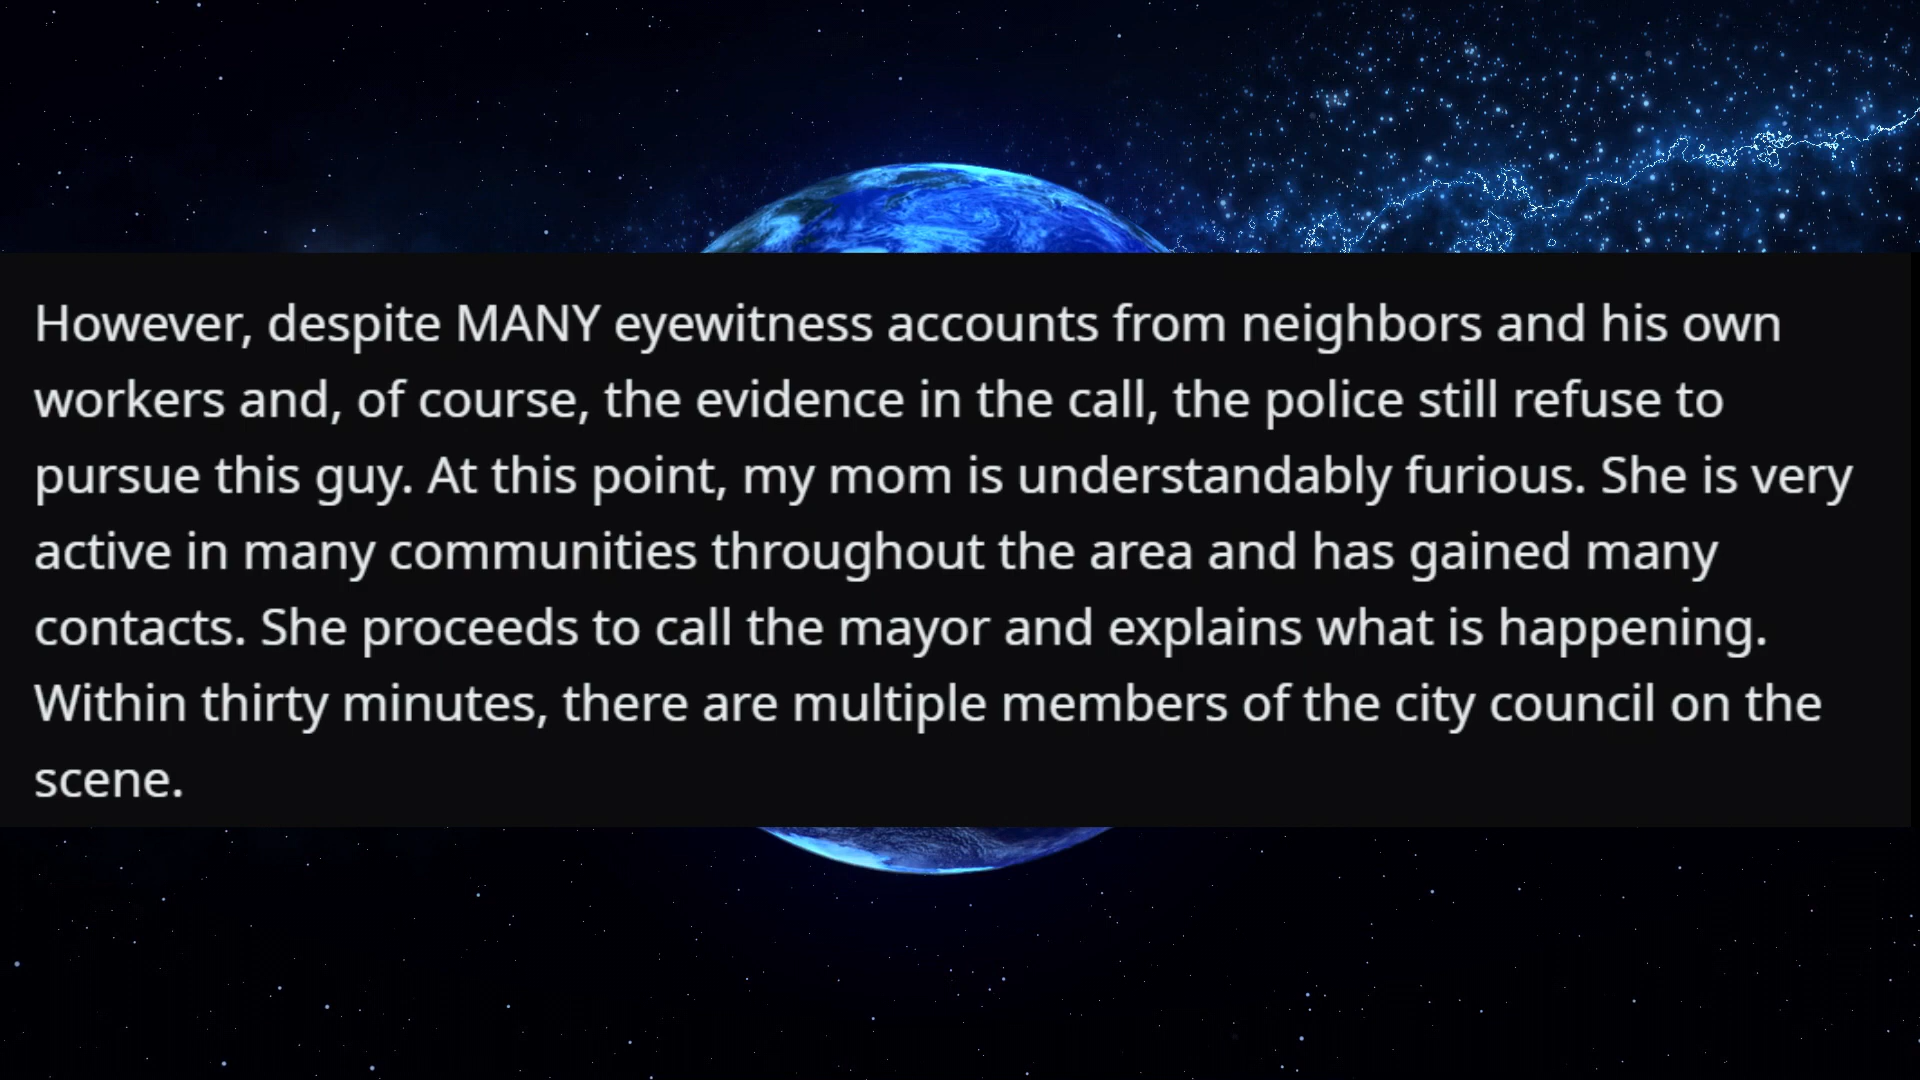 However, despite MANY eyewitness accounts from neighbors and his own
workers and, of course, the evidence in the call, the police still refuse to
pursue this guy. At this point, my mom is understandably furious. She is very
active in many communities throughout the area and has gained many
contacts. She proceeds to call the mayor and explains what is happening.
Within thirty minutes, there are multiple members of the city council on the
scene.